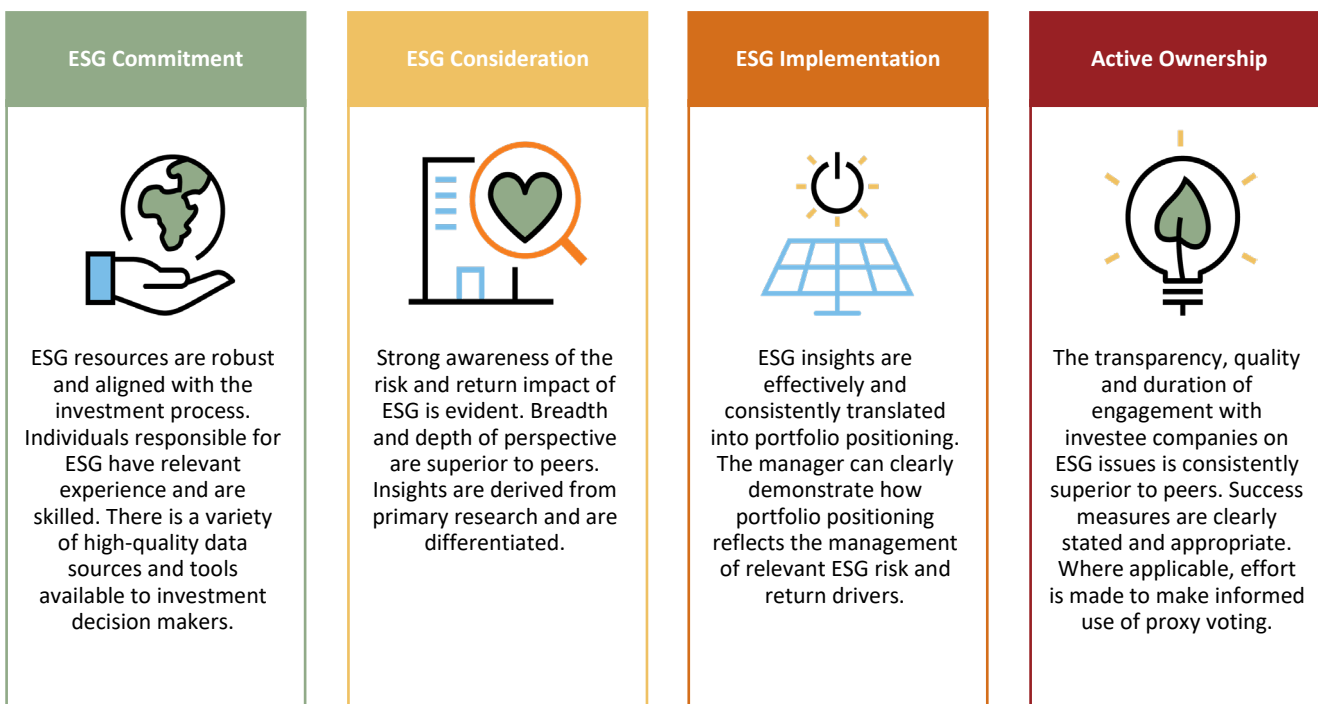 ESG Commitment
ESG resources are robust
and aligned with the
investment process.
Individuals responsible for
ESG have relevant
experience and are
skilled. There is a variety
of high-quality data
sources and tools
available to investment
decision makers.
ESG Consideration
Strong awareness of the
risk and return impact of
ESG is evident. Breadth
and depth of perspective
are superior to peers.
Insights are derived from
primary research and are
differentiated.
ESG Implementation
ESG insights are
effectively and
consistently translated
into portfolio positioning.
The manager can clearly
demonstrate how
portfolio positioning
reflects the management
of relevant ESG risk and
return drivers.
Active Ownership
The transparency, quality
and duration of
engagement with
investee companies on
ESG issues is consistently
superior to peers. Success
measures are clearly
stated and appropriate.
Where applicable, effort
is made to make informed
use of proxy voting.